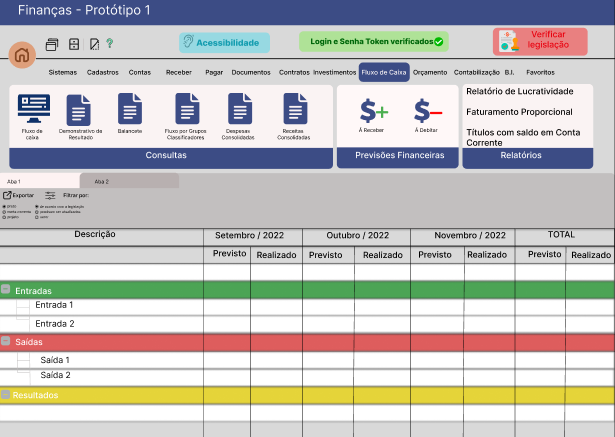 Finanças - Protótipo 1
Acessibilidade
Login e Senha Token verificados
Verificar
legislação
Sistemas Cadastros Contas Receber Pagar Documentos Contratos Investimentos Fluxo de Caixa Orçamento Contabilização B.I. Favoritos
Fluxo de
caixa
Demonstrativo de
Resultado
Balancete
Fluxo por Grupos
Classificadores
Despesas
Consolidadas
Receitas
Consolidadas
Consultas
À Receber
À Debitar
Previsões Financeiras
Relatório de Lucratividade
Faturamento Proporcional
Títulos com saldo em Conta
Corrente
Relatórios
Aba 1
Aba 2
Exportar
Filtrar por:
Descrição Setembro / 2022 Outubro / 2022 Novembro / 2022 TOTAL
Previsto Realizado Previsto Realizado Previsto Realizado Previsto Realizado
Entradas
Entrada 1
Entrada 2
Saídas
Saída 1
Saída 2
Resultados